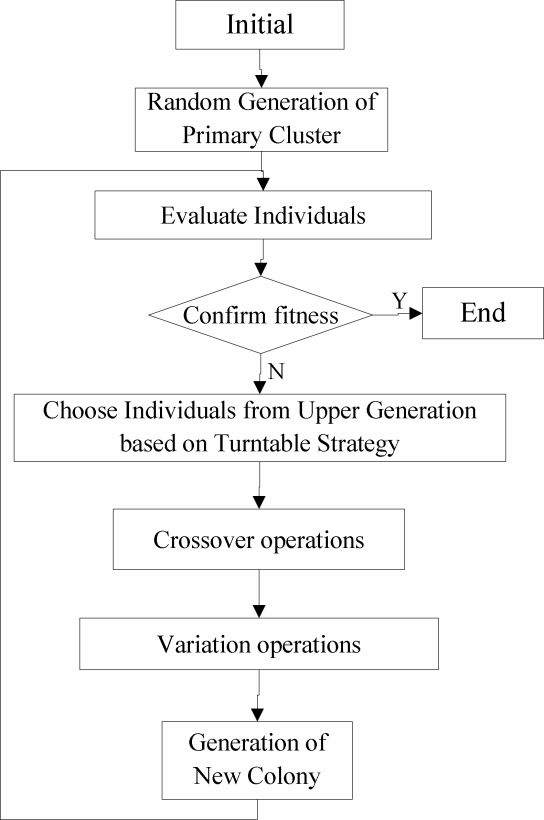 Initial
Random Generation of
Primary Cluster
Evaluate Individuals
Confirm fitness
Y
End
N
Choose Individuals from Upper Generation
based on Turntable Strategy
Crossover operations
Variation operations
Generation of
New Colony